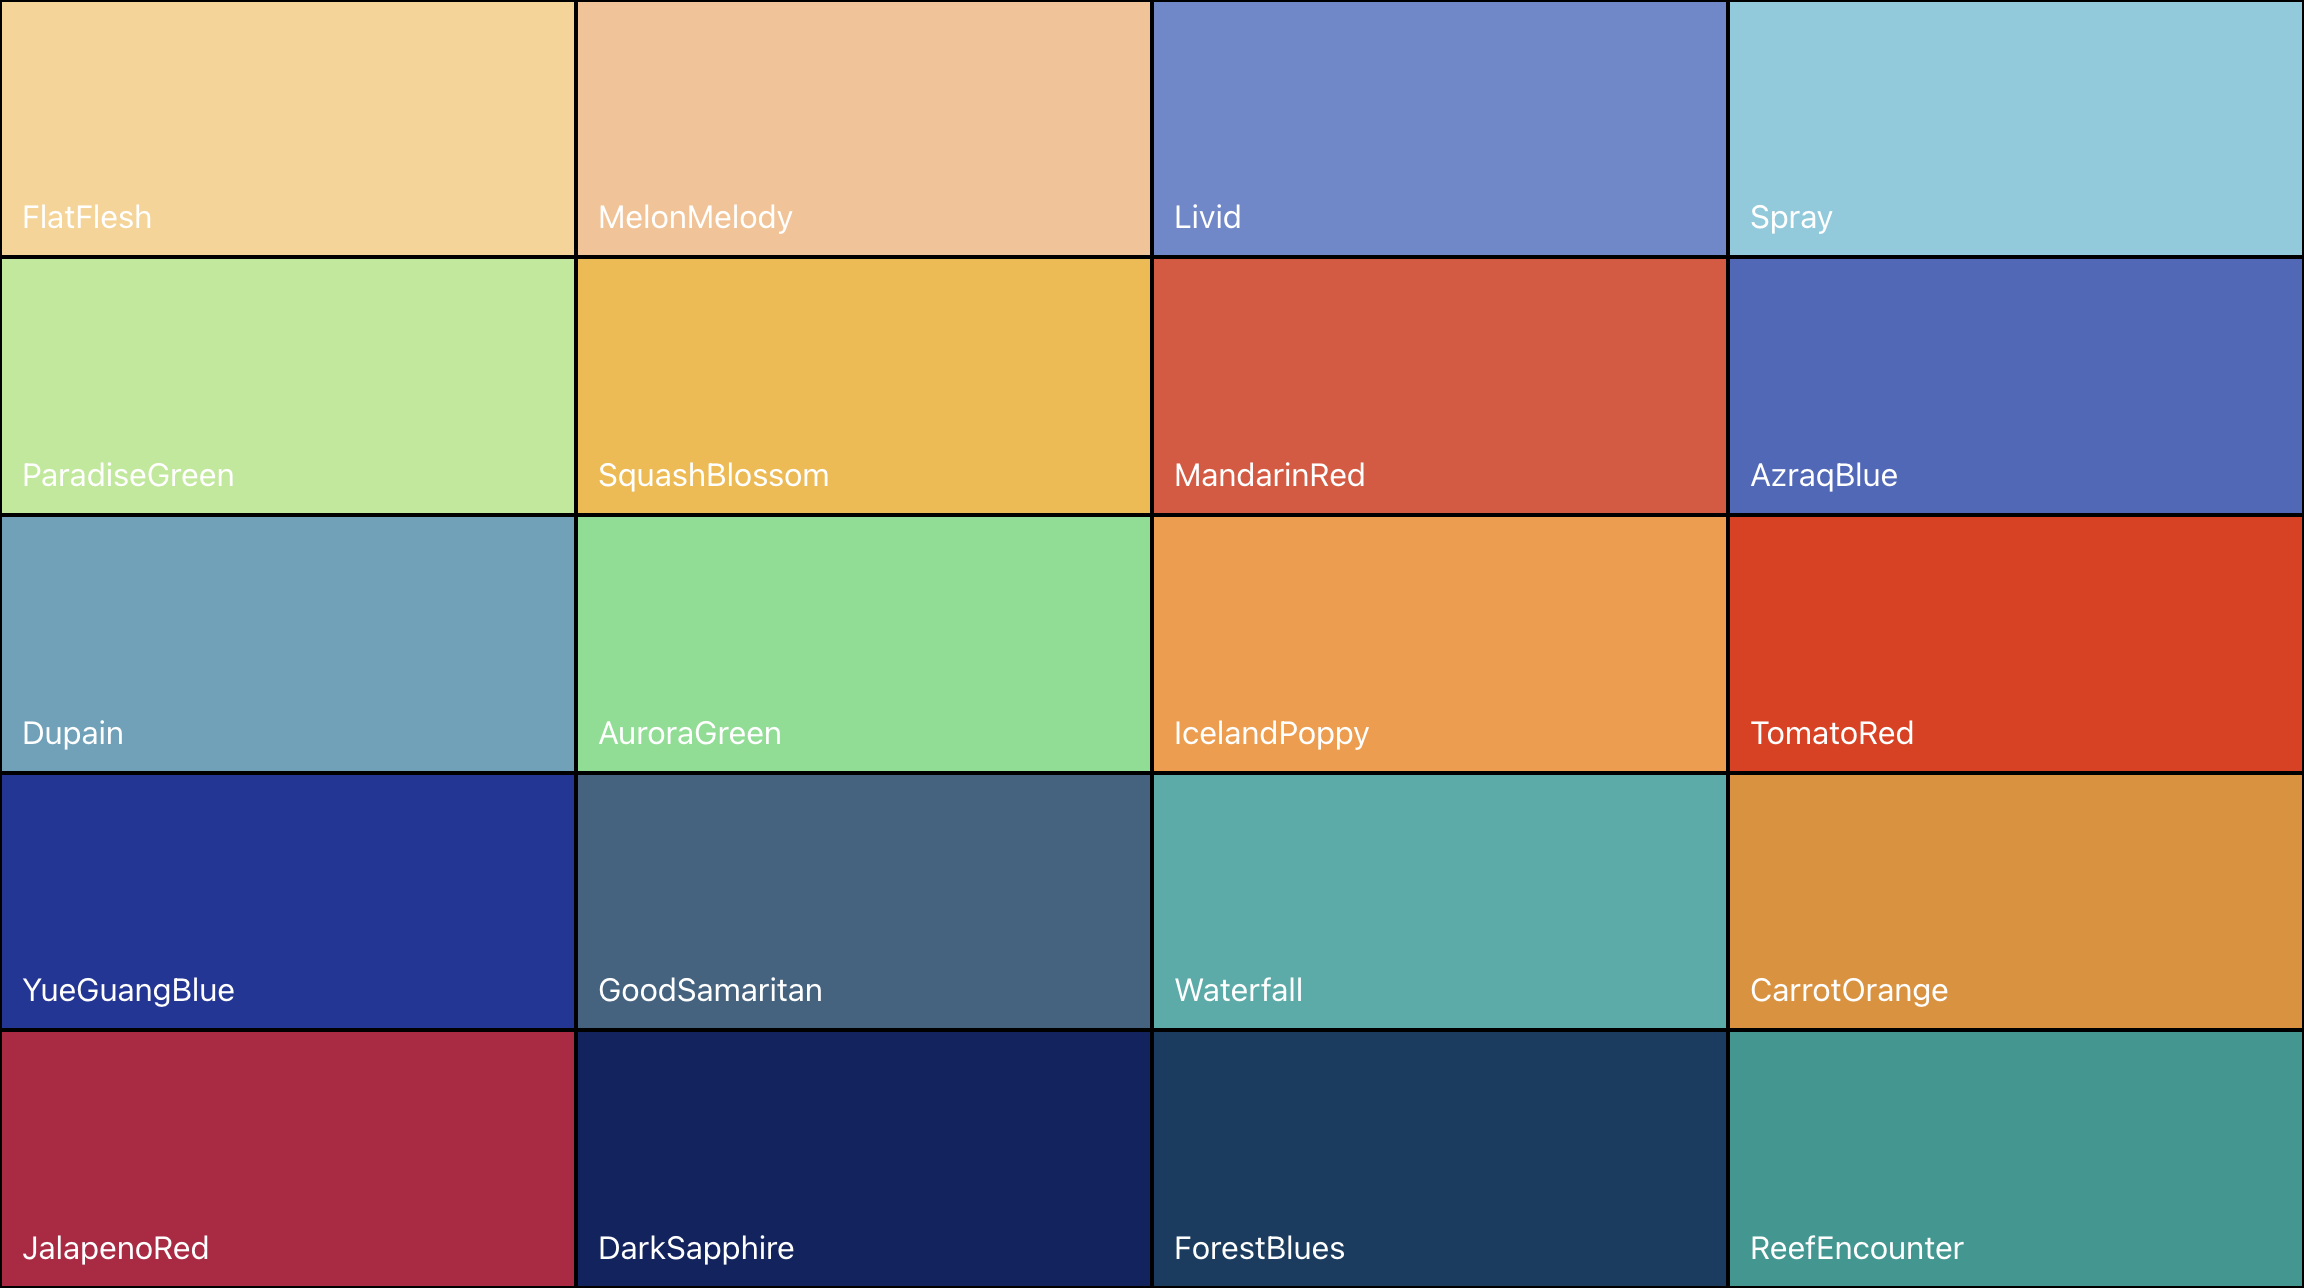 FlatFlesh
MelonMelody
Livid
Spray
ParadiseGreen
SquashBlossom
MandarinRed
AzraqBlue
Dupain
AuroraGreen
IcelandPoppy
TomatoRed
YueGuangBlue
GoodSamaritan
Waterfall
CarrotOrange
JalapenoRed
DarkSapphire
ForestBlues
ReefEncounter